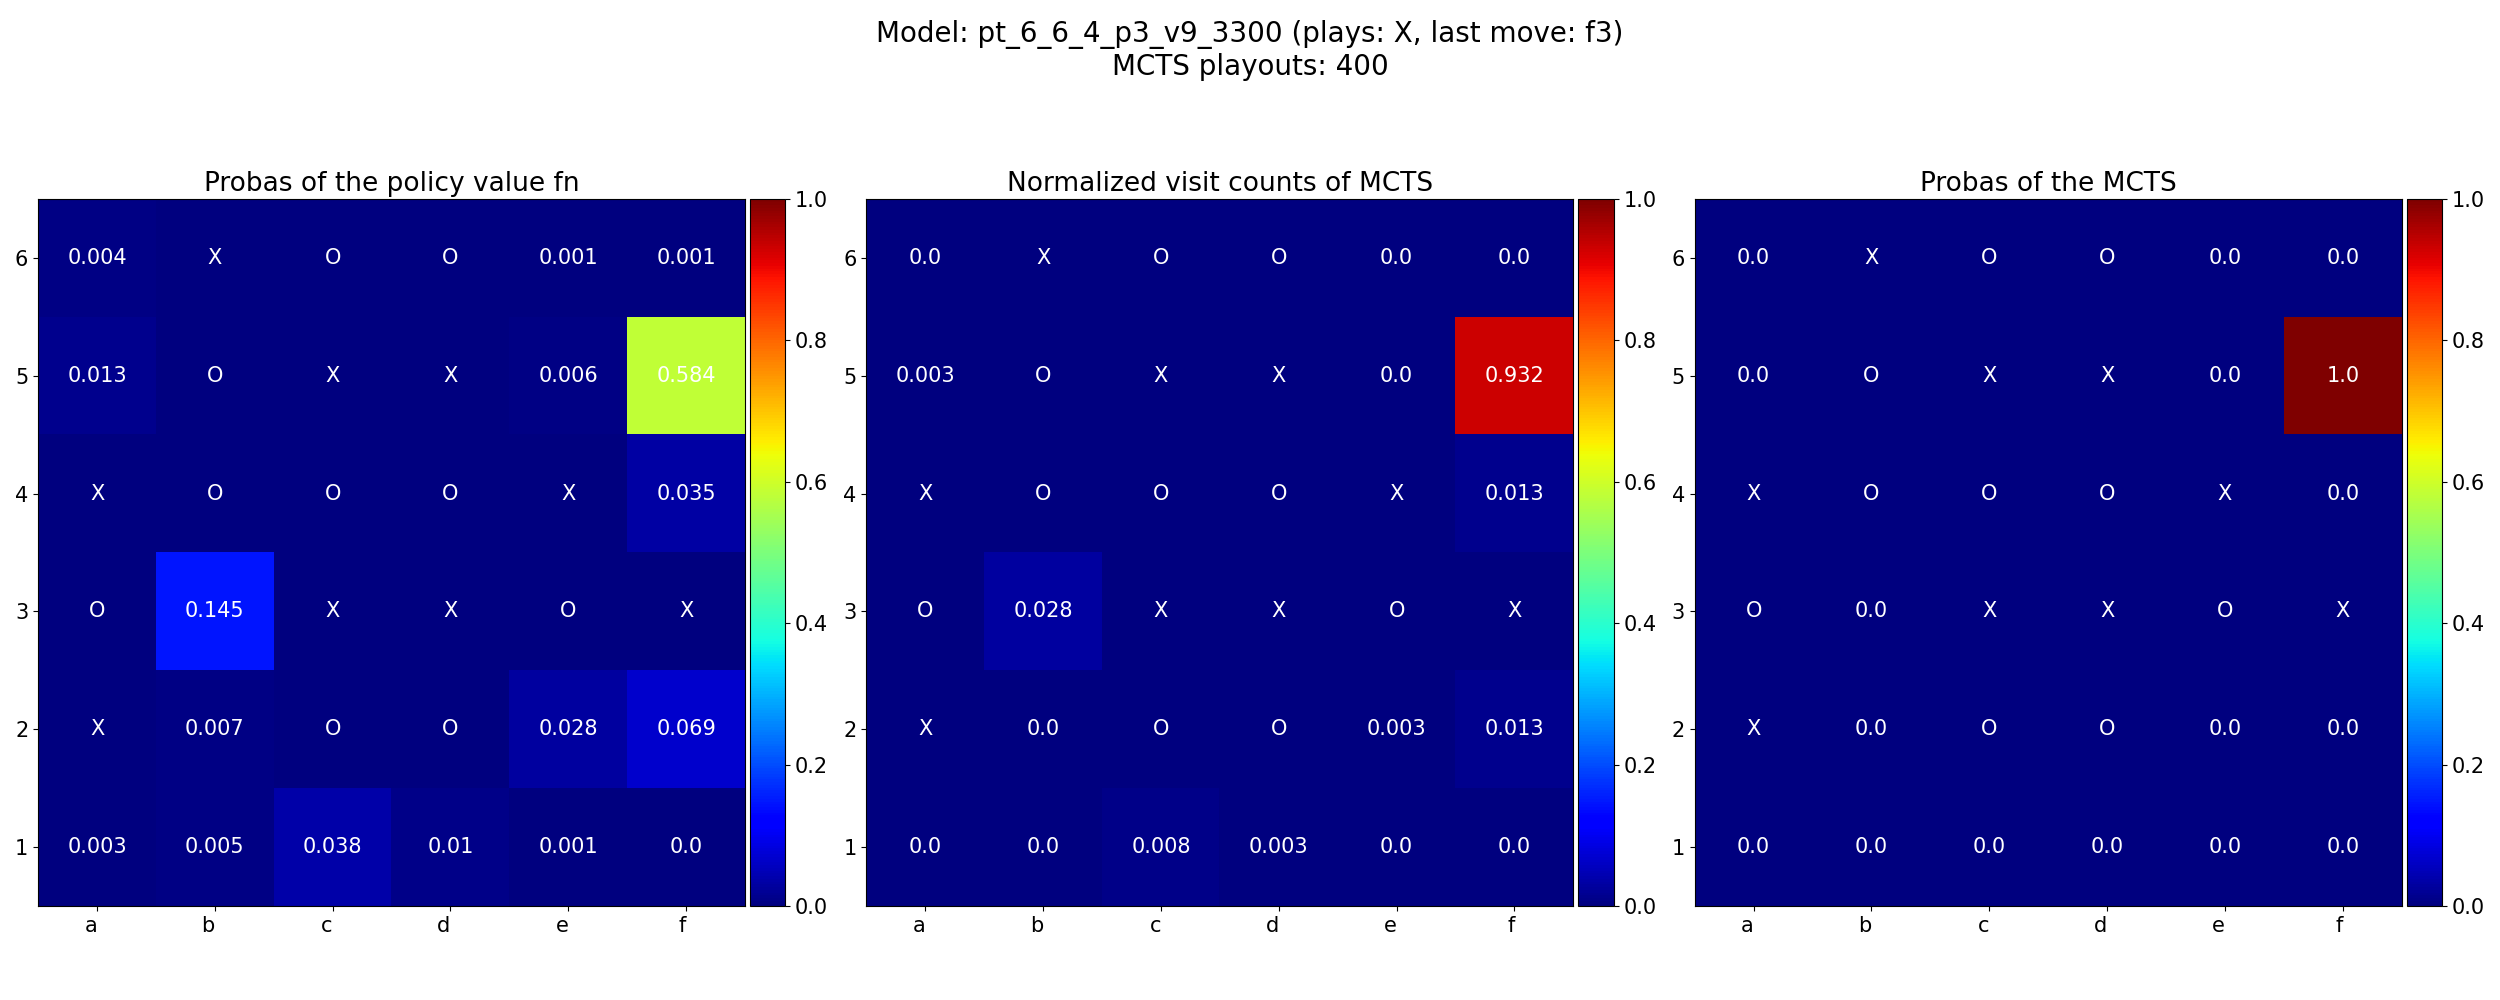 Model: pt_6_6_4_p3_v9_3300 (plays: X, last move: f3)
MCTS playouts: 400
Probas of the policy value fn
6 0.004 X O O 0.001 0.001
5 0.013 O X X 0.006 0.584
4 X O O O X 0.035
3 O 0.145 X X O X
2 X 0.007 O O 0.028 0.069
1 0.003 0.005 0.038 0.01 0.001 0.0
a b c d e f
1.0
0.8
0.6
0.4
0.2
0.0
Normalized visit counts of MCTS
6 0.0 X O O 0.0 0.0
5 0.003 O X X 0.0 0.932
4 X O O O X 0.013
3 O 0.028 X X O X
2 X 0.0 O O 0.003 0.013
1 0.0 0.0 0.008 0.003 0.0 0.0
a b c d e f
1.0
0.8
0.6
0.4
0.2
0.0
Probas of the MCTS
6 0.0 X O O 0.0 0.0
5 0.0 O X X 0.0 1.0
4 X O O O X 0.0
3 O 0.0 X X O X
2 X 0.0 O O 0.0 0.0
1 0.0 0.0 0.0 0.0 0.0 0.0
a b c d e f
1.0
0.8
0.6
0.4
0.2
0.0